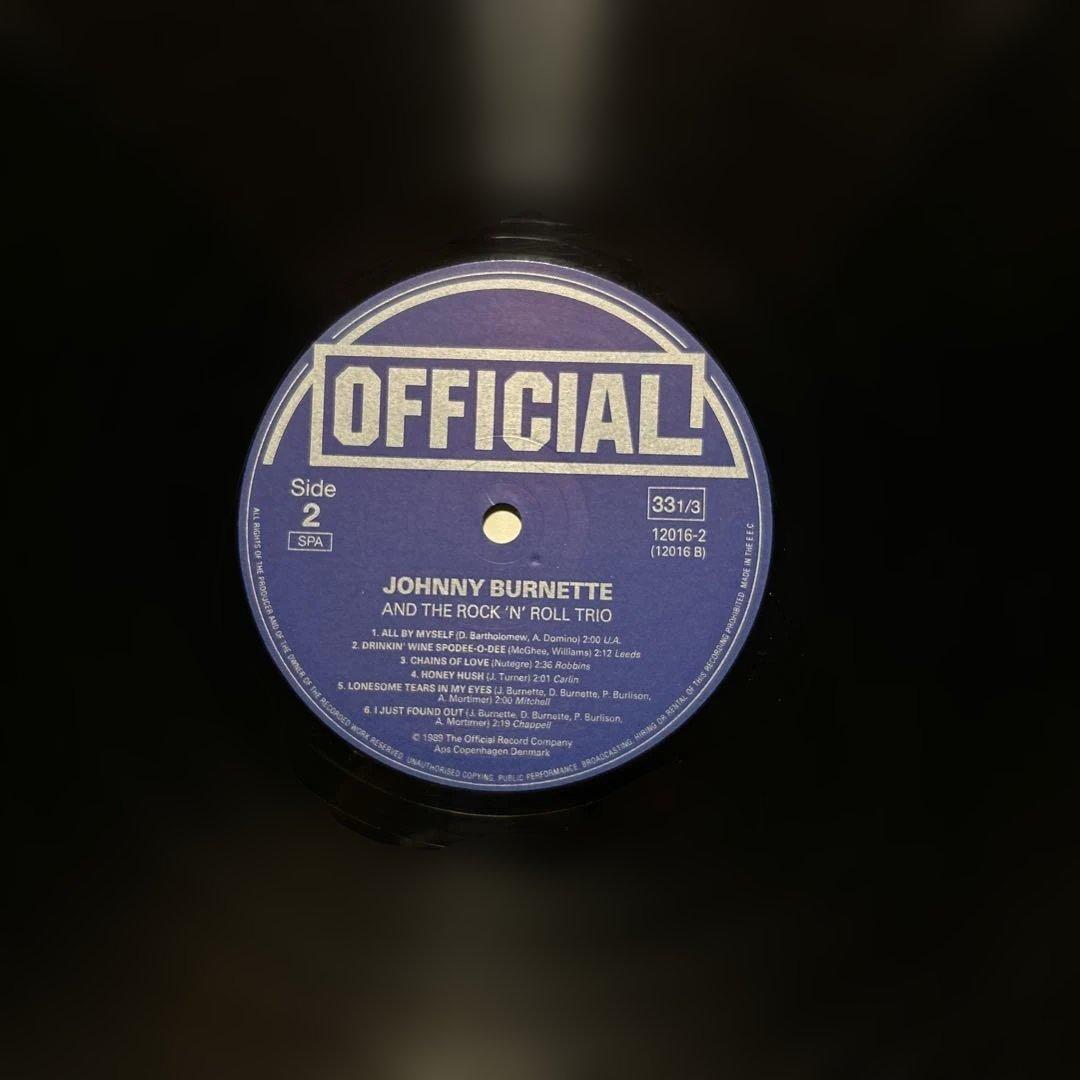 OFFICIAL
Side
2
SPA
33 1/3
12016-2
(12016 B)
JOHNNY BURNETTE
AND THE ROCK 'N' ROLL TRIO
1. ALL BY MYSELF (D. Bartholomew, A. Domino) 2:00 U.A.
2. DRINKIN' WINE SPODEE-O-DEE (McGhee, Williams) 2:12 Leeds
3. CHAINS OF LOVE (Nutegre) 2:36 Robbins
4. HONEY HUSH (J. Turner) 2:01 Carlin
5. LONESOME TEARS IN MY EYES (J. Burnette, D. Burnette, P. Burlison,
A. Mortimer) 2:00 Mitchell
6. I JUST FOUND OUT (J. Burnette, D. Burnette, P. Burlison,
A. Mortimer) 2:19 Chappell
© 1989 The Official Record Company
Aps Copenhagen Denmark
ALL RIGHTS OF THE PRODUCER AND OF THE OWNER OF THE RECORDED WORK RESERVED. UNAUTHORISED COPYING, PUBLIC PERFORMANCE, BROADCASTING, HIRING OR RENTAL OF THIS RECORDING PROHIBITED. MADE IN THE E.E.C.